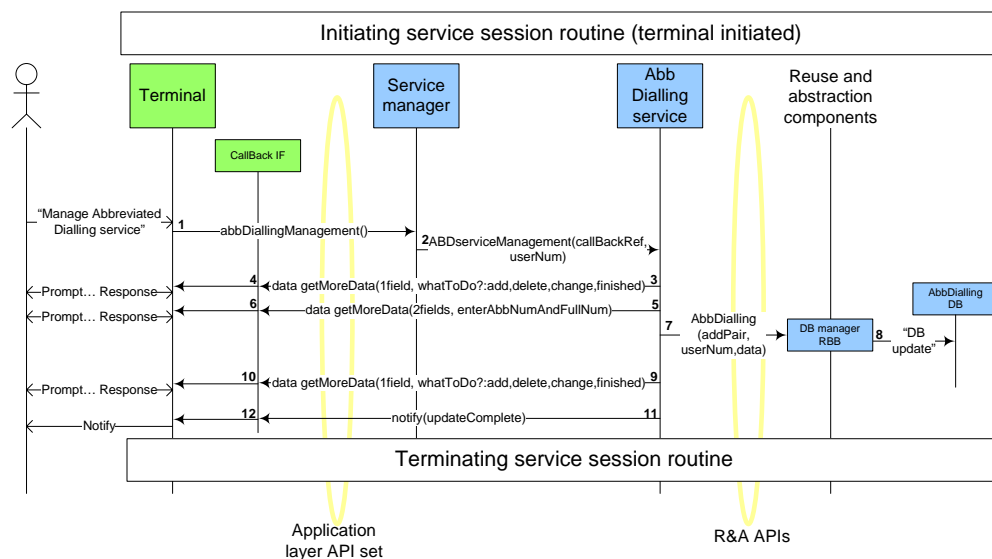 Initiating service session routine (terminal initiated)
Terminal
Service
manager
Abb
Dialling
service
Reuse and
abstraction
components
CallBack IF
“Manage Abbreviated
Dialling service”
1
abbDiallingManagement()
2
ABDserviceManagement(callBackRef,
userNum)
Prompt… Response
4
data getMoreData(1field, whatToDo?:add,delete,change,finished)
3
Prompt… Response
6
data getMoreData(2fields, enterAbbNumAndFullNum)
5
7
AbbDialling
(addPair,
userNum,data)
DB manager
RBB
8
“DB
update”
AbbDialling
DB
Prompt… Response
10
data getMoreData(1field, whatToDo?:add,delete,change,finished)
9
Notify
12
notify(updateComplete)
11
Terminating service session routine
Application
layer API set
R&A APIs